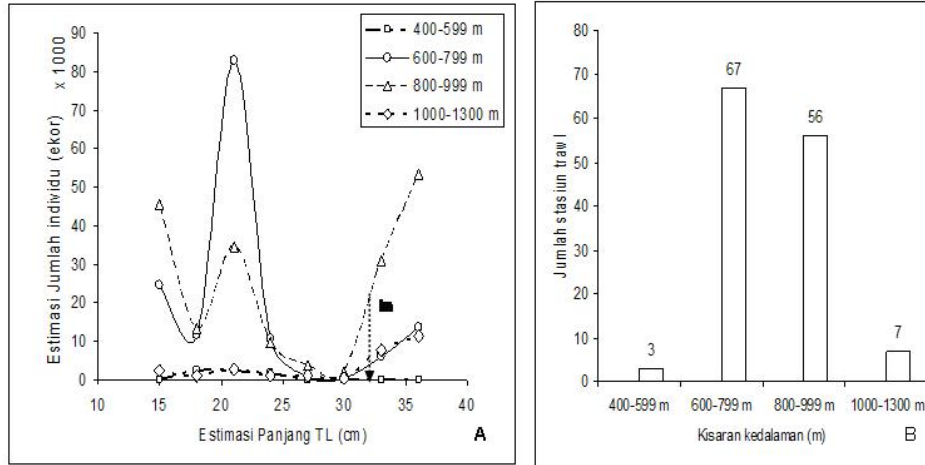 Estimasi Jumlah individu (ekor)
x 1000
90
80
70
60
50
40
30
20
10
0
400-599 m
600-799 m
800-999 m
1000-1300 m
10 15 20 25 30 35 40
Estimasi Panjang TL (cm)
A
Jumlah stasiun trawl
80
70
60
50
40
30
20
10
0
3
67
56
7
400-599 m 600-799 m 800-999 m 1000-1300 m
Kisaran kedalaman (m)
B